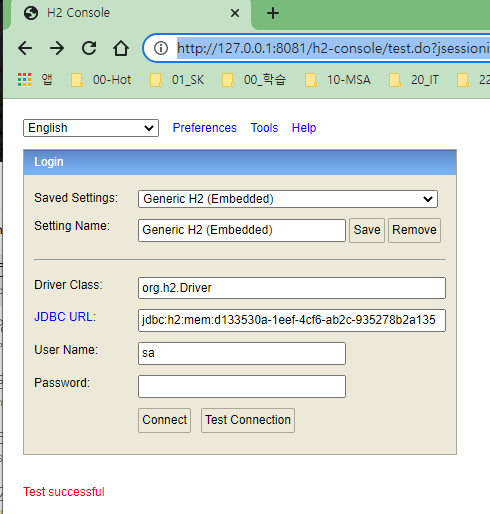 H2 Console
http://127.0.0.1:8081/h2-console/test.do?jsessioni
앱 00-Hot 01_SK 00_학습 10-MSA 20_IT 22
English Preferences Tools Help
Login
Saved Settings: Generic H2 (Embedded)
Setting Name: Generic H2 (Embedded) Save Remove
Driver Class: org.h2.Driver
JDBC URL: jdbc:h2:mem:d133530a-1eef-4cf6-ab2c-935278b2a135
User Name: sa
Password:
Connect Test Connection
Test successful